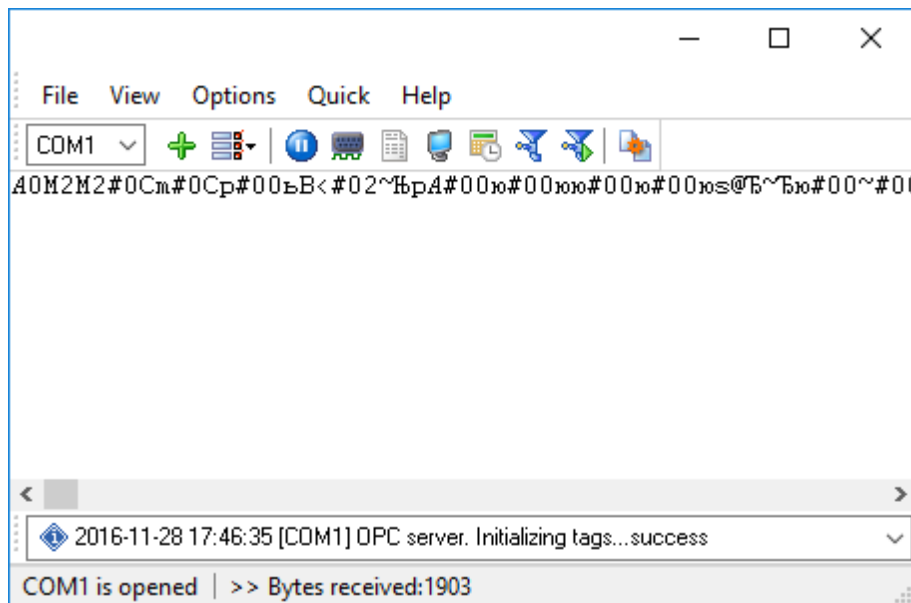 File View Options Quick Help
COM1
A0M2M2#0Cm#0Cp#00ьB<#02~ЊpA#00ю#00юю#00ю#00юs@Ђ~Ђю#00~#00
2016-11-28 17:46:35 [COM1] OPC server. Initializing tags...success
COM1 is opened >> Bytes received:1903